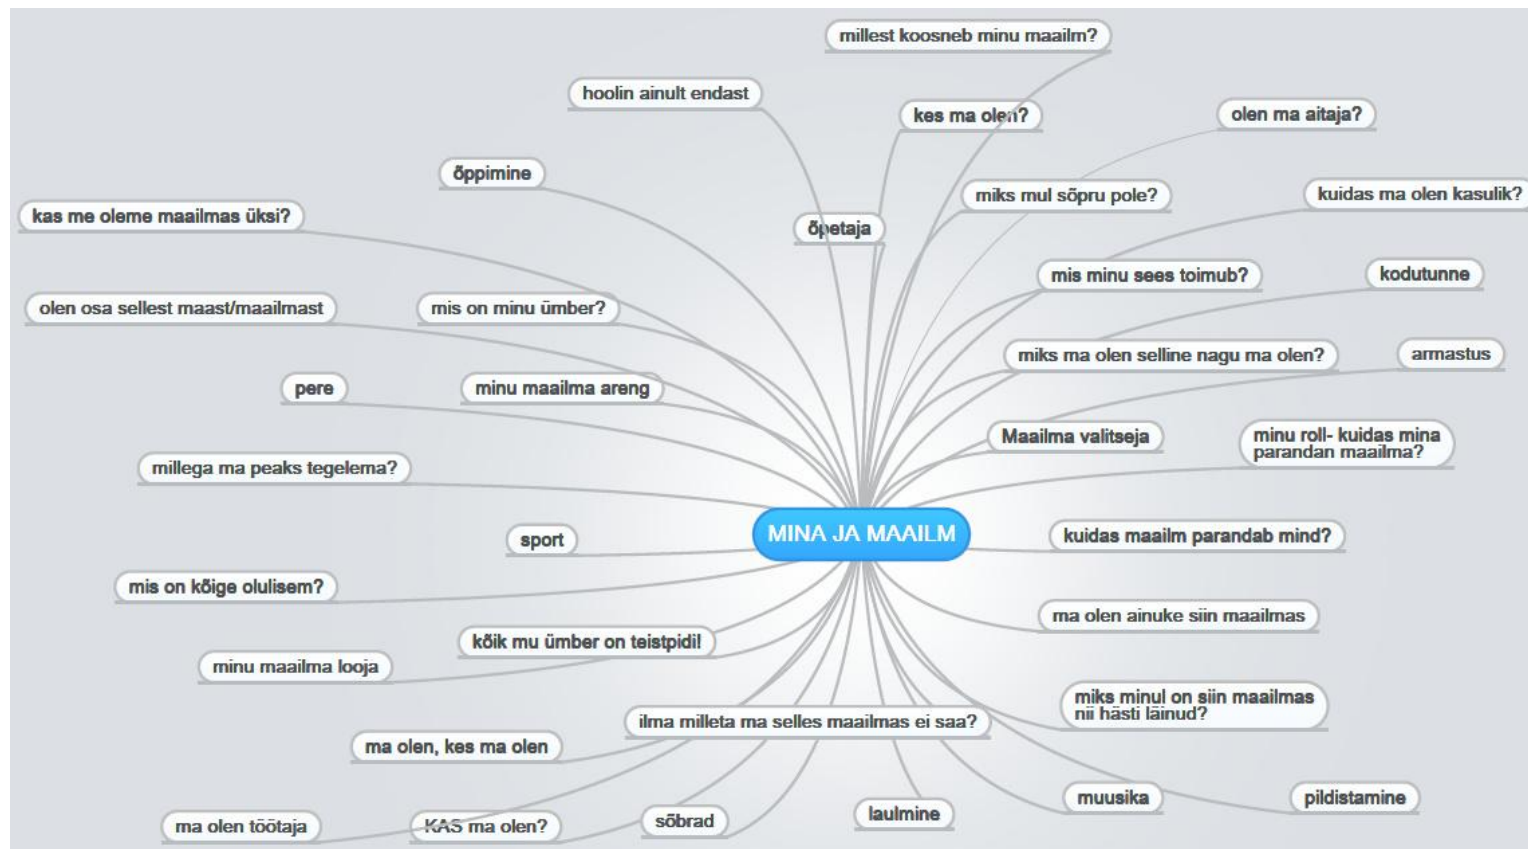 millest koosneb minu maailm?
hoolin ainult endast
kes ma olen?
olen ma aitaja?
õppimine
miks mul sõpru pole?
kuidas ma olen kasulik?
kas me oleme maailmas üksi?
õpetaja
mis minu sees toimub?
kodutunne
olen osa sellest maast/maailmast
mis on minu ümber?
miks ma olen selline nagu ma olen?
armastus
pere
minu maailma areng
Maailma valitseja
minu roll- kuidas mina
parandan maailma?
millega ma peaks tegelema?
MINA JA MAAILM
sport
kuidas maailm parandab mind?
mis on kõige olulisem?
ma olen ainuke siin maailmas
kõik mu ümber on teistpidi!
minu maailma looja
miks minul on siin maailmas
nii hästi läinud?
ilma milleta ma selles maailmas ei saa?
ma olen, kes ma olen
muusika
pildistamine
laulmine
sõbrad
KAS ma olen?
ma olen töötaja